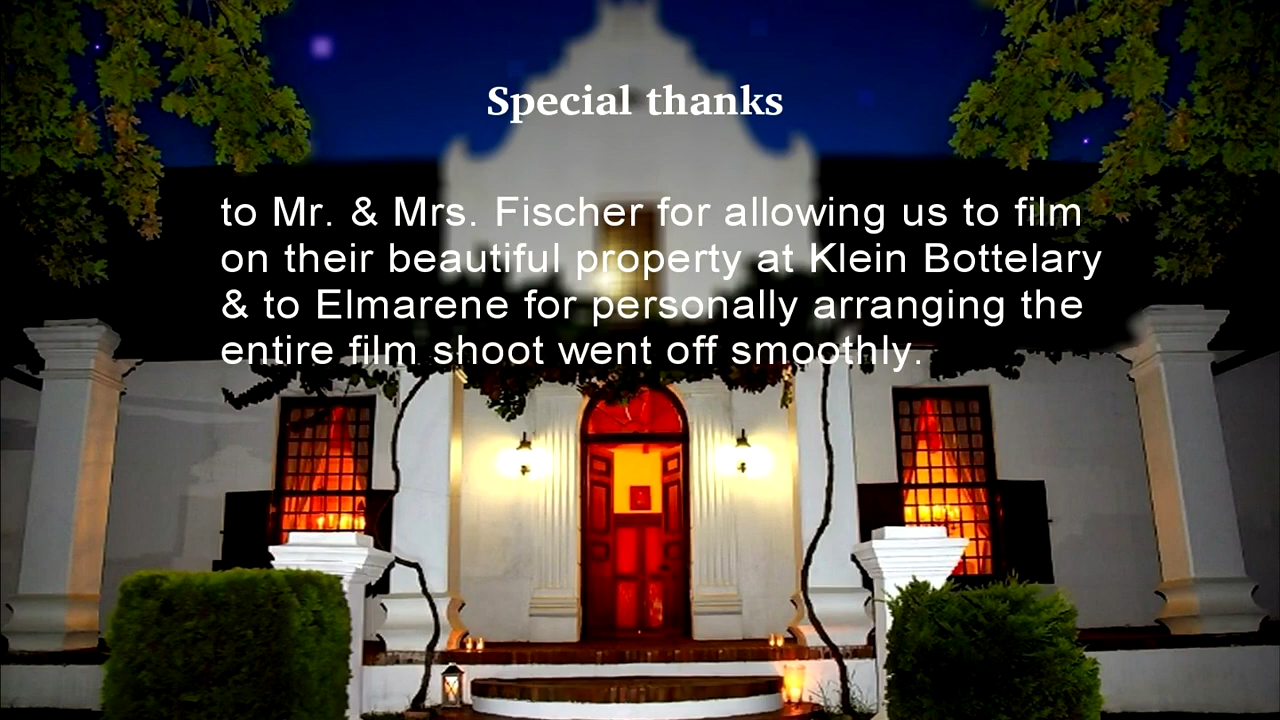 Special thanks
to Mr. & Mrs. Fischer for allowing us to film
on their beautiful property at Klein Bottelary
& to Elmarene for personally arranging the
entire film shoot went off smoothly.